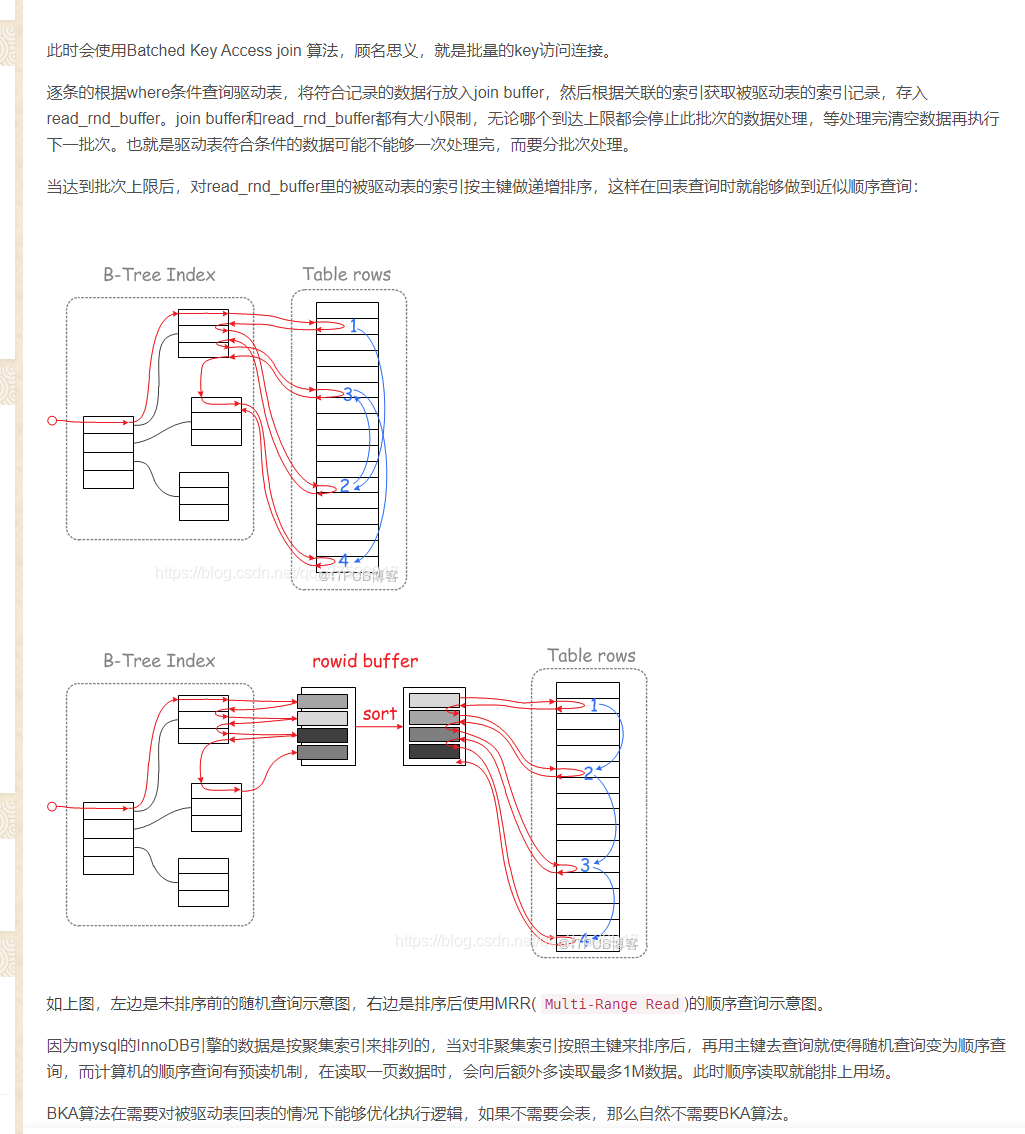 此时会使用Batched Key Access join 算法，顾名思义，就是批量的key访问连接。
逐条的根据where条件查询驱动表，将符合记录的数据行放入join buffer，然后根据关联的索引获取被驱动表的索引记录，存入
read_rnd_buffer。join buffer和read_rnd_buffer都有大小限制，无论哪个到达上限都会停止此批次的数据处理，等处理完清空数据再执行
下一批次。也就是驱动表符合条件的数据可能不能够一次处理完，而要分批次处理。
当达到批次上限后，对read_rnd_buffer里的被驱动表的索引按主键做递增排序，这样在回表查询时就能够做到近似顺序查询：
B-Tree Index
Table rows
1
3
2
4
https://blog.csdn.net/
@ITPUB博客
B-Tree Index
rowid buffer
Table rows
sort
1
2
3
4
https://blog.csdn.net/
@ITPUB博客
如上图，左边是未排序前的随机查询示意图，右边是排序后使用MRR( Multi-Range Read )的顺序查询示意图。
因为mysql的InnoDB引擎的数据是按聚集索引来排列的，当对非聚集索引按照主键来排序后，再用主键去查询就使得随机查询变为顺序查
询，而计算机的顺序查询有预读机制，在读取一页数据时，会向后额外多读取最多1M数据。此时顺序读取就能排上用场。
BKA算法在需要对被驱动表回表的情况下能够优化执行逻辑，如果不需要会表，那么自然不需要BKA算法。